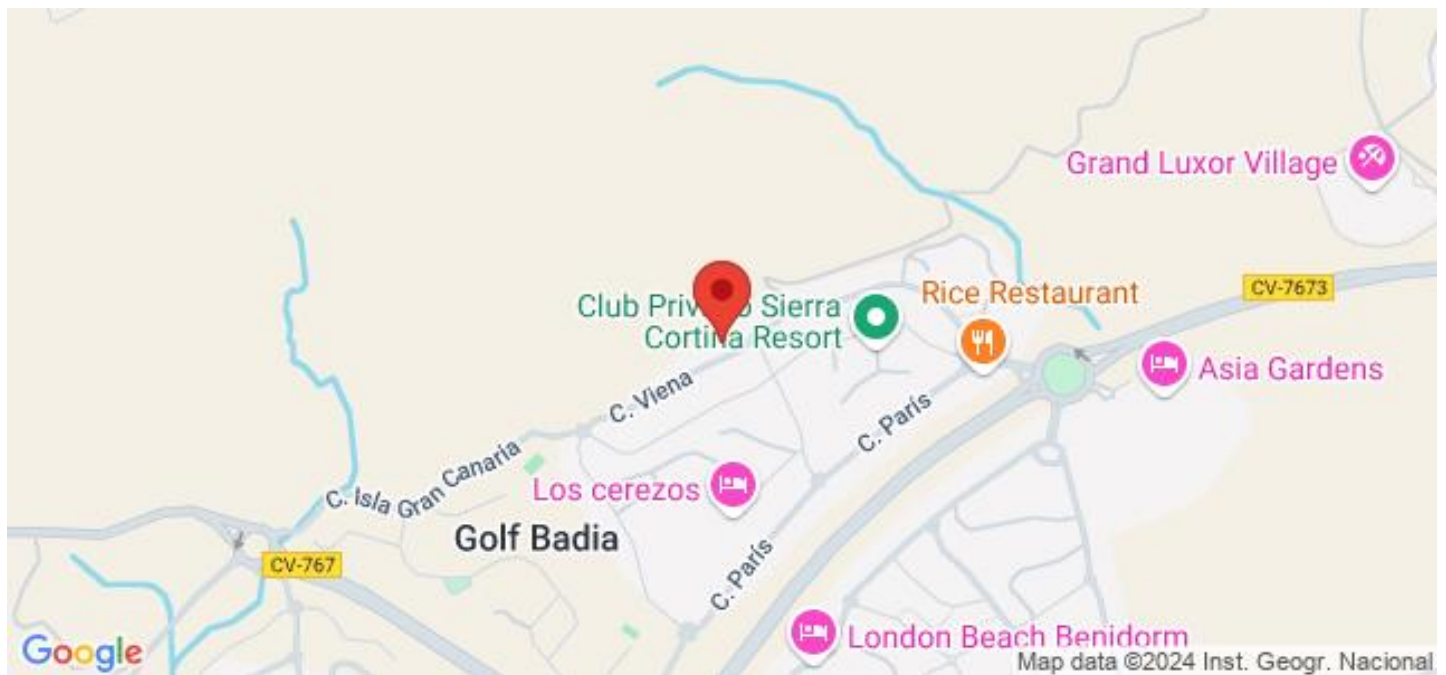 Grand Luxor Village
CV-7673
Club Privado Sierra
Cortina Resort
Rice Restaurant
Asia Gardens
C. Viena
C. París
C. Isla Gran Canaria
Los cerezos
Golf Badia
CV-767
C. París
London Beach Benidorm
Google
Map data ©2024 Inst. Geogr. Nacional